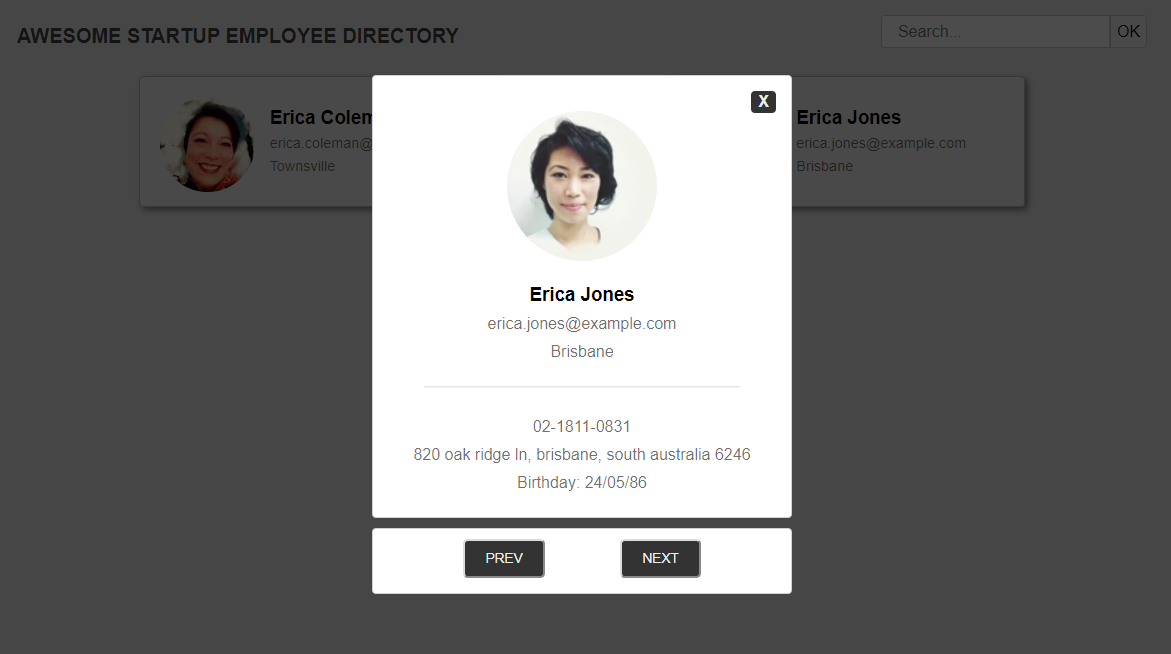 AWESOME STARTUP EMPLOYEE DIRECTORY
Search...
OK
Erica Colem
erica.coleman@
Townsville
Erica Jones
erica.jones@example.com
Brisbane
X
Erica Jones
erica.jones@example.com
Brisbane
02-1811-0831
820 oak ridge ln, brisbane, south australia 6246
Birthday: 24/05/86
PREV
NEXT